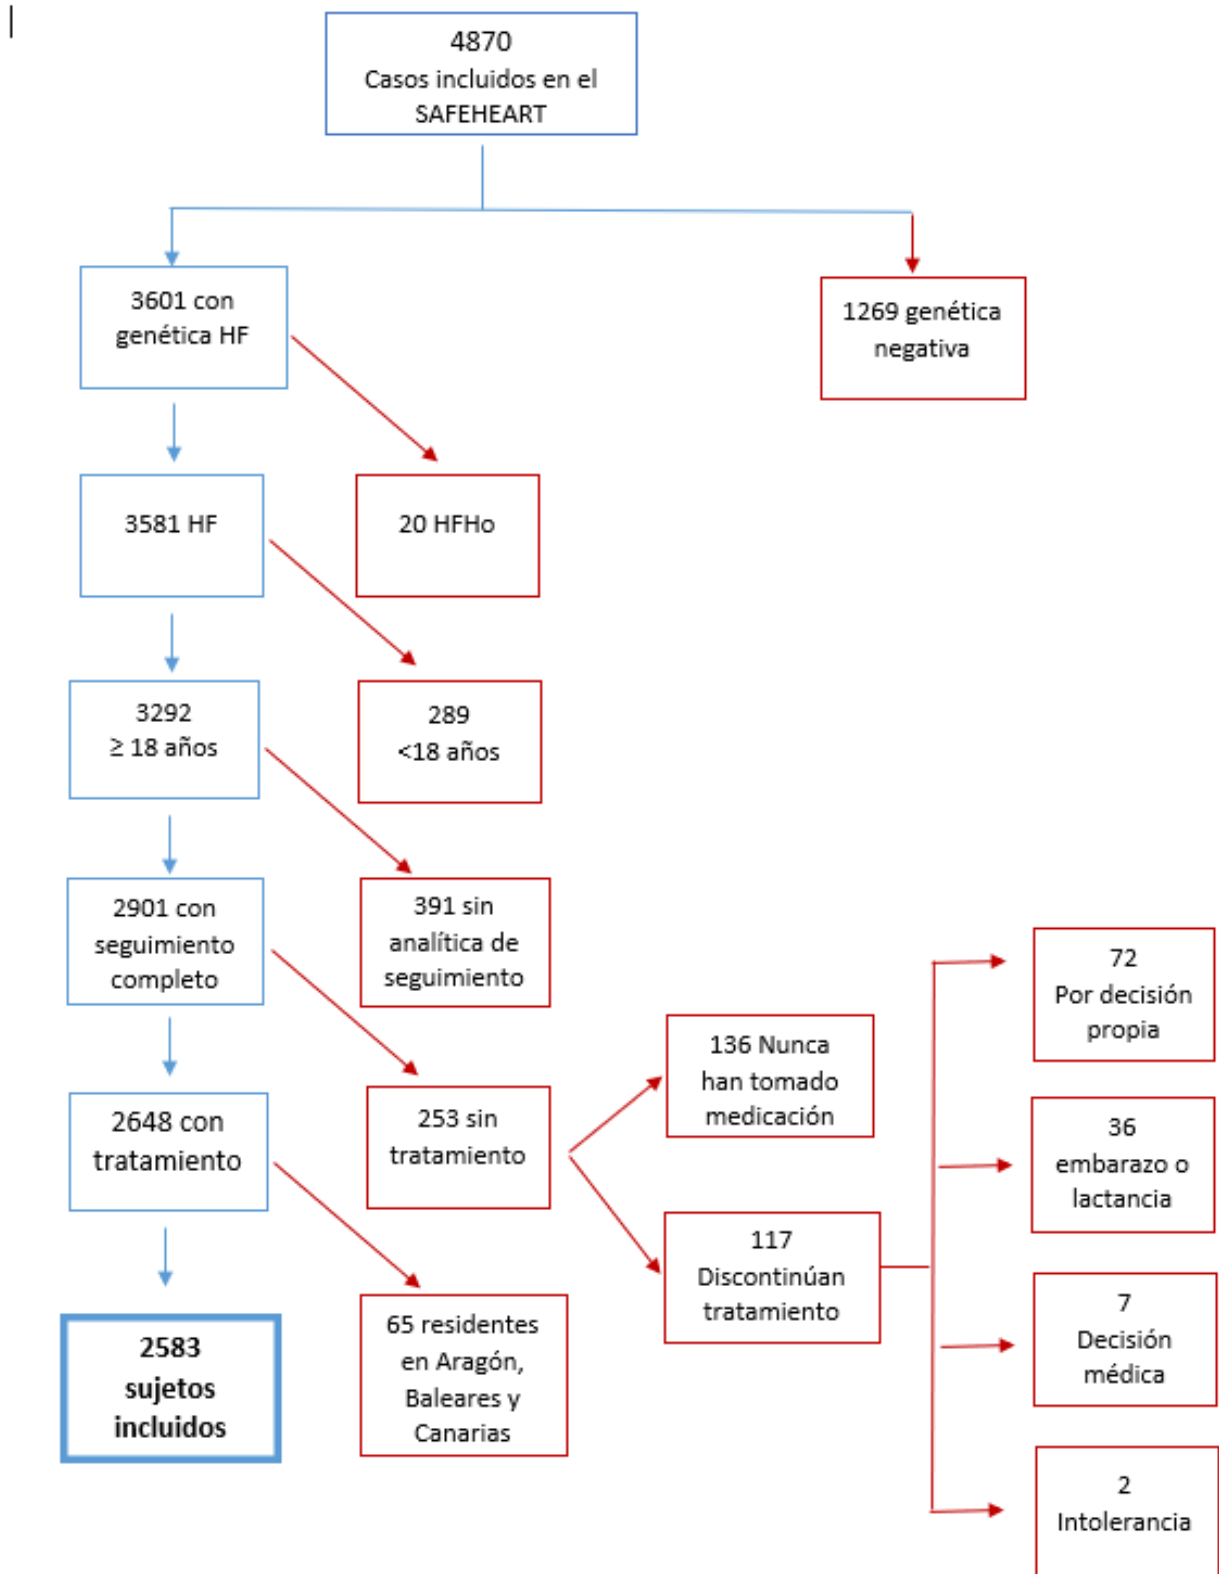 4870
Casos incluidos en el
SAFEHEART
3601 con
genética HF
1269 genética
negativa
3581 HF
20 HFHo
3292
≥ 18 años
289
<18 años
2901 con
seguimiento
completo
391 sin
analítica de
seguimiento
2648 con
tratamiento
253 sin
tratamiento
136 Nunca
han tomado
medicación
117
Discontinúan
tratamiento
72
Por decisión
propia
36
embarazo o
lactancia
7
Decisión
médica
2
Intolerancia
65 residentes
en Aragón,
Baleares y
Canarias
2583
sujetos
incluidos